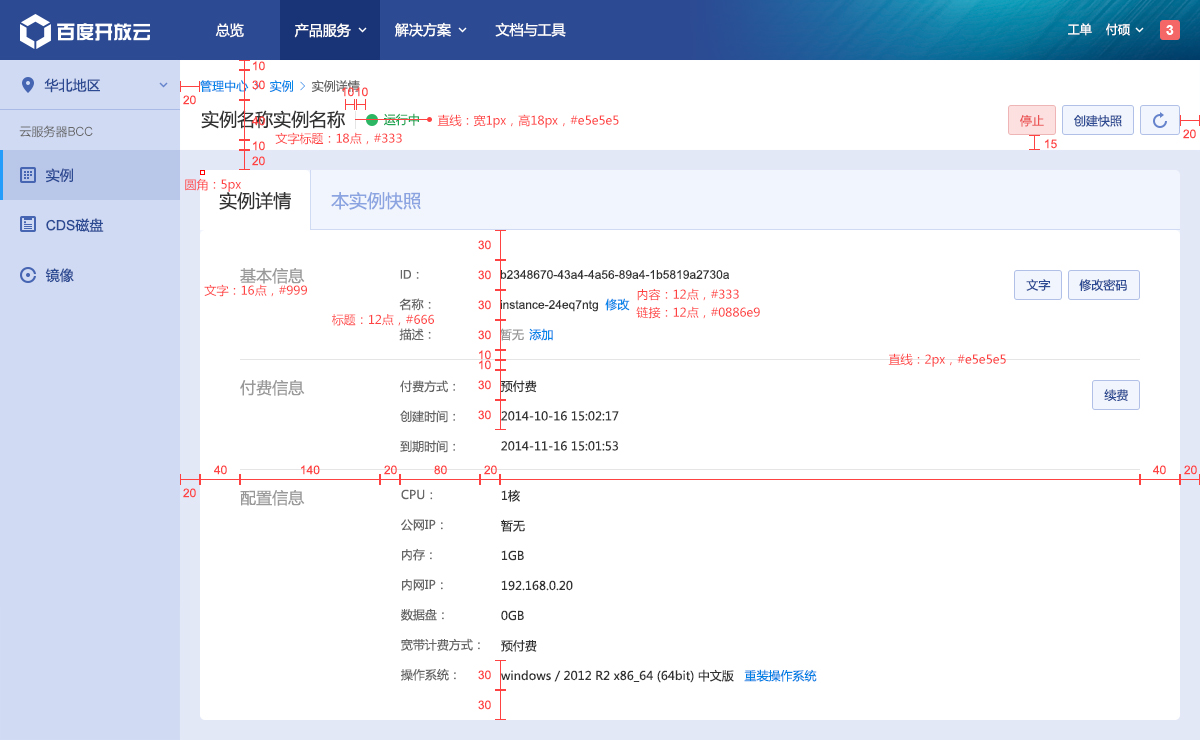 百度开放云 总览 产品服务 解决方案 文档与工具 工单 付硕 3
华北地区
云服务器BCC
实例
CDS磁盘
镜像
10
管理中心 > 30 实例 > 实例详情
20
1010
实例名称实例名称 运行中 直线：宽1px，高18px，#e5e5e5 停止 创建快照
文字标题：18点，#333 20
10 15
20
圆角：5px
实例详情 本实例快照
30
基本信息 ID： 30 b2348670-43a4-4a56-89a4-1b5819a2730a 文字 修改密码
文字：16点，#999 内容：12点，#333
名称： 30 instance-24eq7ntg 修改
标题：12点，#666 链接：12点，#0886e9
描述： 30 暂无 添加
10
10 直线：2px，#e5e5e5
付费信息 付费方式： 30 预付费 续费
创建时间： 30 2014-10-16 15:02:17
到期时间： 2014-11-16 15:01:53
40 140 20 80 20 40 20
20
配置信息 CPU： 1核
公网IP： 暂无
内存： 1GB
内网IP： 192.168.0.20
数据盘： 0GB
宽带计费方式： 预付费
操作系统： 30 windows / 2012 R2 x86_64 (64bit) 中文版 重装操作系统
30